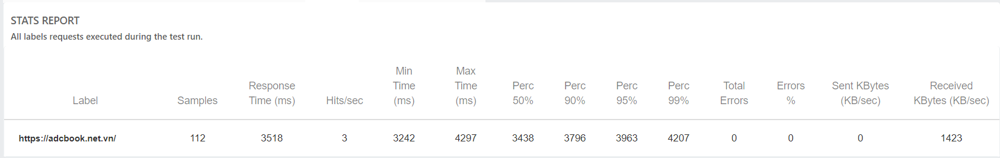 STATS REPORT
All labels requests executed during the test run.
Label Samples Response Time (ms) Hits/sec Min Time (ms) Max Time (ms) Perc 50% Perc 90% Perc 95% Perc 99% Total Errors Errors % Sent KBytes (KB/sec) Received KBytes (KB/sec)
https://adcbook.net.vn/ 112 3518 3 3242 4297 3438 3796 3963 4207 0 0 0 1423